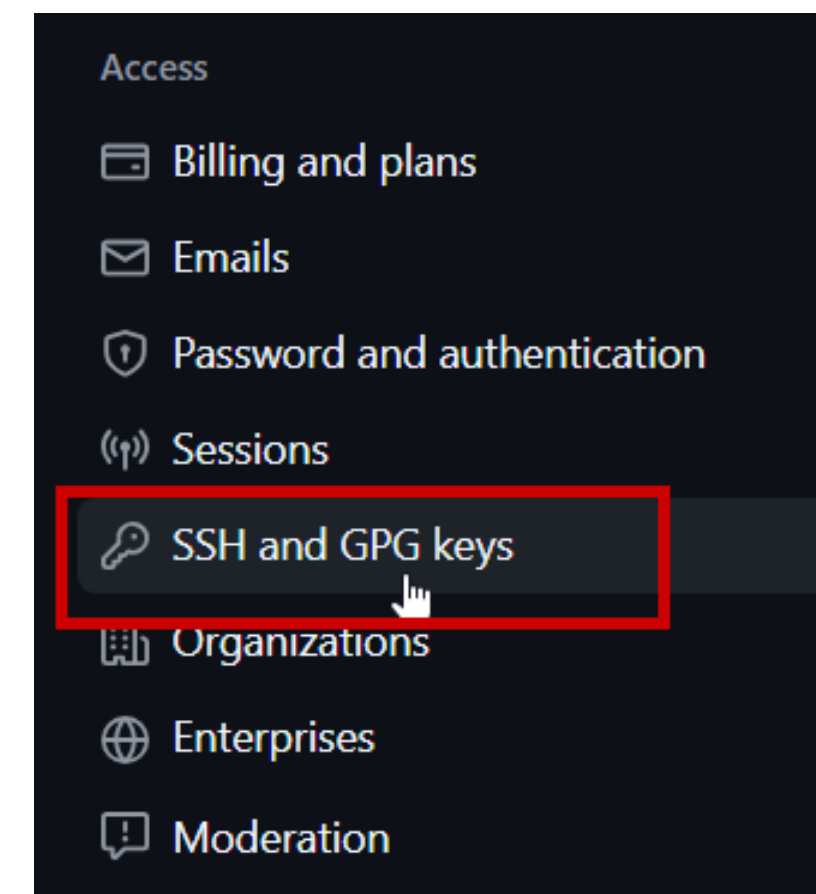 Access
Billing and plans
Emails
Password and authentication
Sessions
SSH and GPG keys
Organizations
Enterprises
Moderation